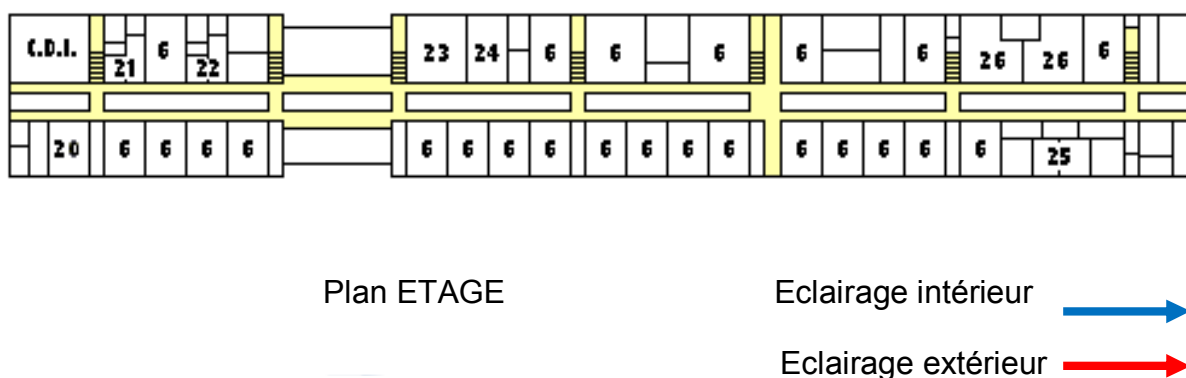 C.D.I. 6 23 24 6 6 6 6 6 26 26 6
21 22
20 6 6 6 6 6 6 6 6 6 6 6 6 6 6 6 6 6 25
Plan ETAGE Eclairage intérieur
Eclairage extérieur